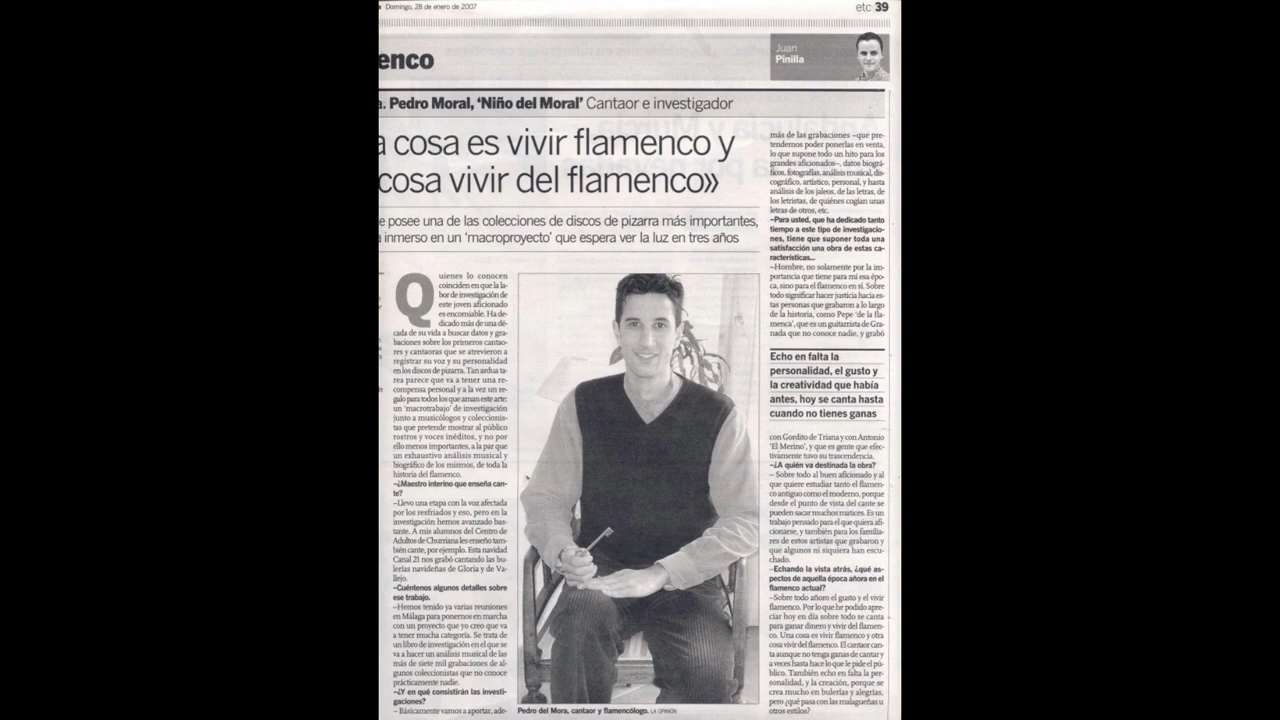 Domingo, 28 de enero de 2007
etc 39
enco
Juan
Pinilla
a. Pedro Moral, ‘Niño del Moral’ Cantaor e investigador
a cosa es vivir flamenco y
cosa vivir del flamenco»
e posee una de las colecciones de discos de pizarra más importantes,
a inmerso en un ‘macroproyecto’ que espera ver la luz en tres años
Quienes lo conocen
coinciden en que la la-
bor de investigación de
este joven aficionado
es encomiable. Ha de-
dicado más de una dé-
cada de su vida a buscar datos y gra-
baciones sobre los primeros cantao-
res y cantaoras que se atrevieron a
registrar su voz y su personalidad
en los discos de pizarra. Tan ardua ta-
rea parece que va a tener una re-
compensa personal y a la vez un re-
galo para todos los que aman este arte:
un ‘macrotrabajo’ de investigación
junto a musicólogos y coleccionis-
tas que pretende mostrar al público
rostros y voces inéditos, y no por
ello menos importantes, a la par que
un exhaustivo análisis musical y
biográfico de los mismos, de toda la
historia del flamenco.
–¿Maestro interino que enseña can-
te?
–Llevo una etapa con la voz afectada
por los resfriados y eso, pero en la
investigación hemos avanzado bas-
tante. A mis alumnos del Centro de
Adultos de Churriana les enseño tam-
bién cante, por ejemplo. Esta navidad
Canal 21 nos grabó cantando las bu-
lerías navideñas de Gloria y de Va-
llejo.
–Cuéntenos algunos detalles sobre
ese trabajo.
–Hemos tenido ya varias reuniones
en Málaga para ponernos en marcha
con un proyecto que yo creo que va
a tener mucha categoría. Se trata de
un libro de investigación en el que se
va a hacer un análisis musical de las
más de siete mil grabaciones de al-
gunos coleccionistas que no conoce
prácticamente nadie.
–¿Y en qué consistirán las investi-
gaciones?
– Básicamente vamos a aportar, ade-
Pedro del Mora, cantaor y flamencólogo. LA OPINIÓN
más de las grabaciones –que pre-
tendemos poder ponerlas en venta,
lo que supone todo un hito para los
grandes aficionados–, datos biográ-
ficos, fotografías, análisis musical, dis-
cográfico, artístico, personal, y hasta
análisis de los jaleos, de las letras, de
los letristas, de quiénes cogían unas
letras de otros, etc.
–Para usted, que ha dedicado tanto
tiempo a este tipo de investigacio-
nes, tiene que suponer toda una
satisfacción una obra de estas ca-
racterísticas...
–Hombre, no solamente por la im-
portancia que tiene para mi esa épo-
ca, sino para el flamenco en sí. Sobre
todo significar hacer justicia hacia es-
tas personas que grabaron a lo largo
de la historia, como Pepe ‘de la fla-
menca’, que es un guitarrista de Gra-
nada que no conoce nadie, y grabó
Echo en falta la
personalidad, el gusto y
la creatividad que había
antes, hoy se canta hasta
cuando no tienes ganas
con Gordito de Triana y con Antonio
‘El Merino’, y que es gente que efec-
tivamente tuvo su trascendencia.
–¿A quién va destinada la obra?
– Sobre todo al buen aficionado y al
que quiere estudiar tanto el flamen-
co antiguo como el moderno, porque
desde el punto de vista del cante se
pueden sacar muchos matices. Es un
trabajo pensado para el que quiera afi-
cionarse, y también para los familia-
res de estos artistas que grabaron y
que algunos ni siquiera han escu-
chado.
–Echando la vista atrás, ¿qué as-
pectos de aquella época añora en el
flamenco actual?
–Sobre todo añoro el gusto y el vivir
flamenco. Por lo que he podido apre-
ciar hoy en día sobre todo se canta
para ganar dinero y vivir del flamen-
co. Una cosa es vivir flamenco y otra
cosa vivir del flamenco. El cantaor can-
ta aunque no tenga ganas de cantar y
a veces hasta hace lo que le pide el pú-
blico. También echo en falta la per-
sonalidad, y la creación, porque se
crea mucho en bulerías y alegrías,
pero ¿qué pasa con las malagueñas u
otros estilos?